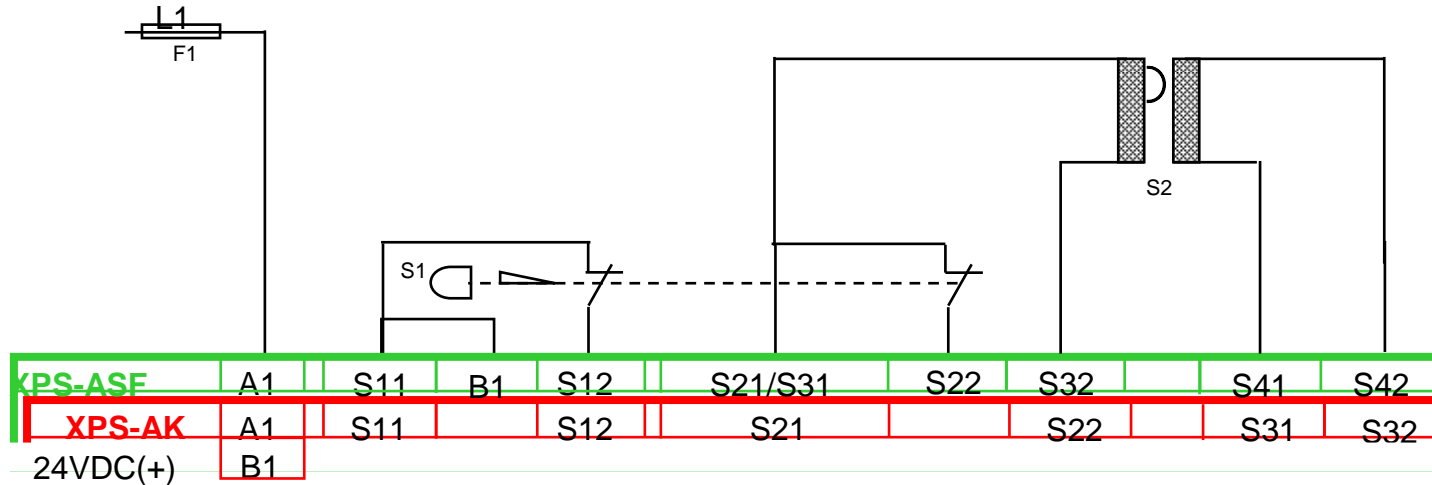 L1
F1
S2
S1
XPS-ASF A1 S11 B1 S12 S21/S31 S22 S32 S41 S42
XPS-AK A1 S11 S12 S21 S22 S31 S32
24VDC(+) B1